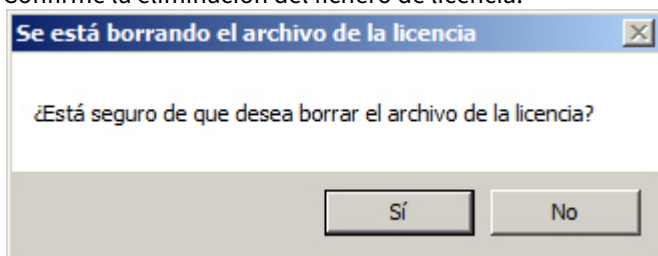 Confirme la eliminación del fichero de licencia.
Se está borrando el archivo de la licencia
¿Está seguro de que desea borrar el archivo de la licencia?
Sí
No